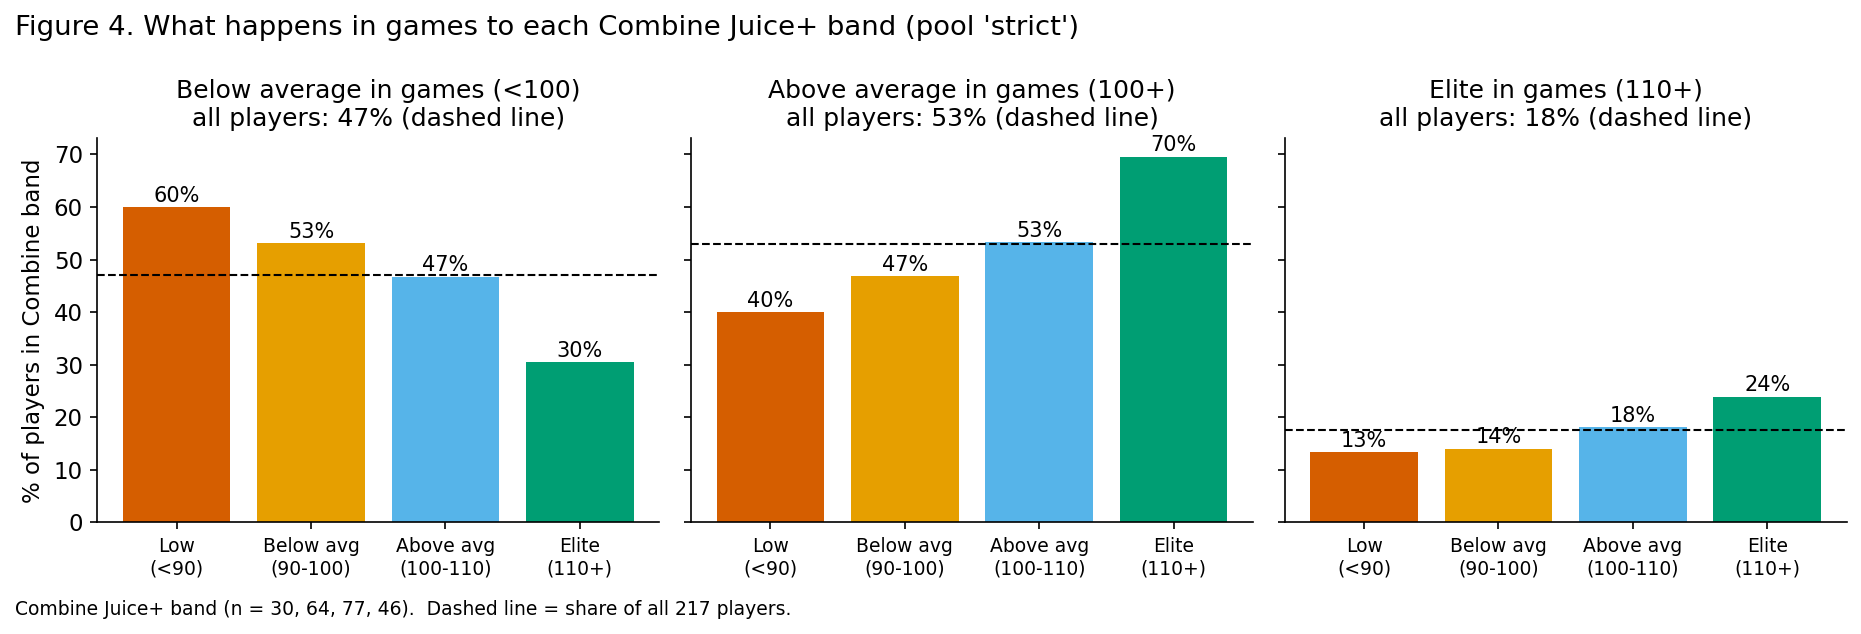 Figure 4. What happens in games to each Combine Juice+ band (pool 'strict')
Below average in games (<100)
all players: 47% (dashed line)
% of players in Combine band
70
60
50
40
30
20
10
0
60%
53%
47%
30%
Low
(<90)
Below avg
(90-100)
Above avg
(100-110)
Elite
(110+)
Above average in games (100+)
all players: 53% (dashed line)
40%
47%
53%
70%
Low
(<90)
Below avg
(90-100)
Above avg
(100-110)
Elite
(110+)
Elite in games (110+)
all players: 18% (dashed line)
13%
14%
18%
24%
Low
(<90)
Below avg
(90-100)
Above avg
(100-110)
Elite
(110+)
Combine Juice+ band (n = 30, 64, 77, 46).  Dashed line = share of all 217 players.